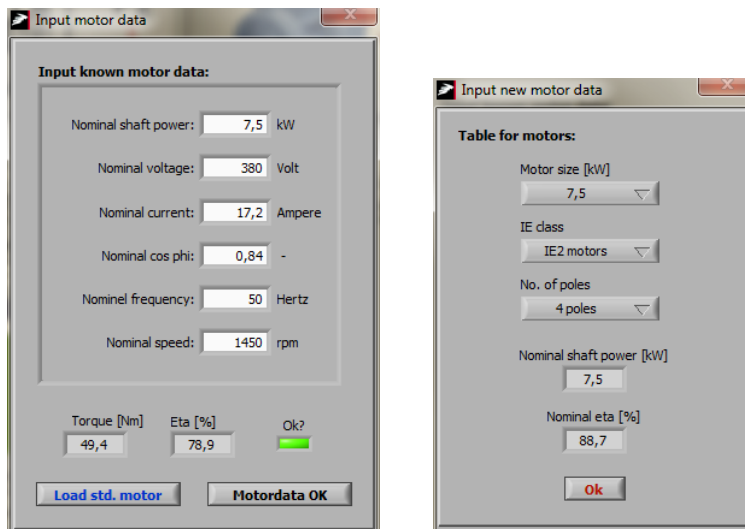 Input motor data
Input known motor data:
Nominal shaft power: 7,5 kW
Nominal voltage: 380 Volt
Nominal current: 17,2 Ampere
Nominal cos phi: 0,84 -
Nominel frequency: 50 Hertz
Nominal speed: 1450 rpm
Torque [Nm] Eta [%] Ok?
49,4 78,9
Load std. motor Motordata OK
Input new motor data
Table for motors:
Motor size [kW]
7,5
IE class
IE2 motors
No. of poles
4 poles
Nominal shaft power [kW]
7,5
Nominal eta [%]
88,7
Ok